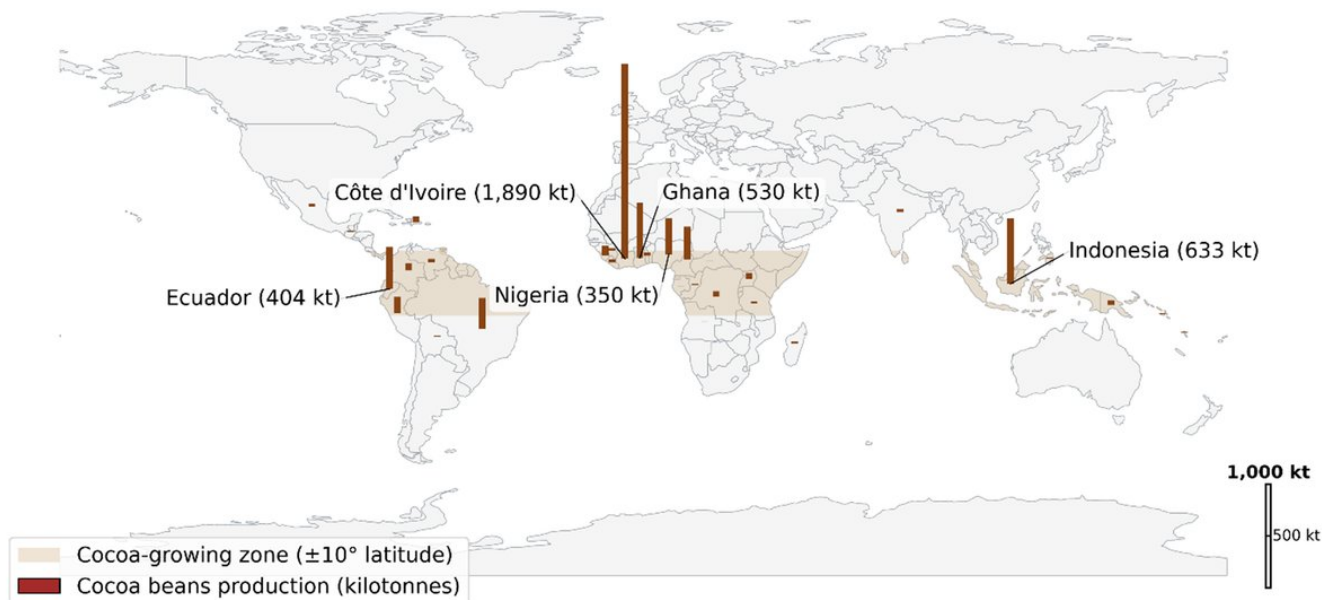 Côte d'Ivoire (1,890 kt)
Ghana (530 kt)
Indonesia (633 kt)
Ecuador (404 kt)
Nigeria (350 kt)
1,000 kt
500 kt
Cocoa-growing zone (±10° latitude)
Cocoa beans production (kilotonnes)